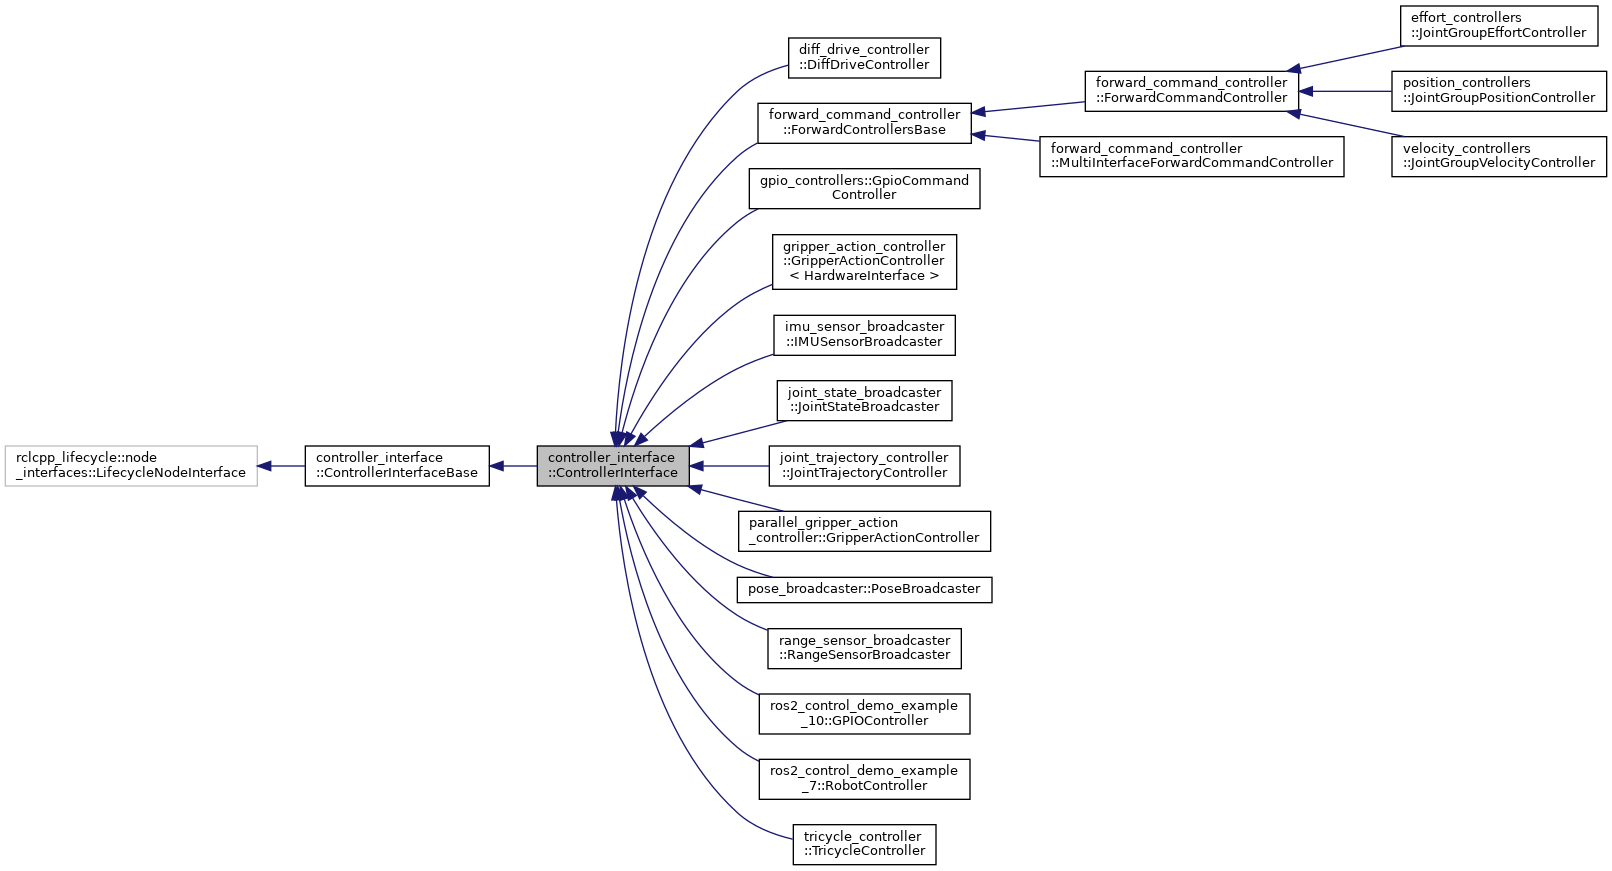 effort_controllers
::JointGroupEffortController
diff_drive_controller
::DiffDriveController
forward_command_controller
::ForwardCommandController
position_controllers
::JointGroupPositionController
forward_command_controller
::ForwardControllersBase
forward_command_controller
::MultiInterfaceForwardCommandController
velocity_controllers
::JointGroupVelocityController
gpio_controllers::GpioCommand
Controller
gripper_action_controller
::GripperActionController
< HardwareInterface >
imu_sensor_broadcaster
::IMUSensorBroadcaster
joint_state_broadcaster
::JointStateBroadcaster
rclcpp_lifecycle::node
_interfaces::LifecycleNodeInterface
controller_interface
::ControllerInterfaceBase
controller_interface
::ControllerInterface
joint_trajectory_controller
::JointTrajectoryController
parallel_gripper_action
_controller::GripperActionController
pose_broadcaster::PoseBroadcaster
range_sensor_broadcaster
::RangeSensorBroadcaster
ros2_control_demo_example
_10::GPIOController
ros2_control_demo_example
_7::RobotController
tricycle_controller
::TricycleController